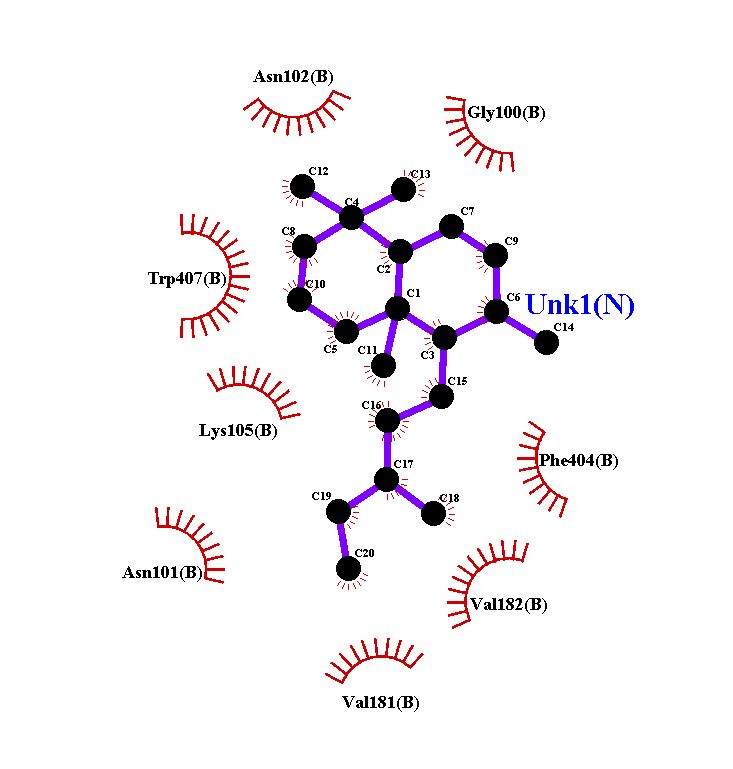 Asn102(B)
Gly100(B)
C12
C13
C4
C7
C8
C2
C9
Trp407(B)
C10
C1
C6
Unk1(N)
C14
C5
C11
C3
C15
C16
Lys105(B)
C17
Phe404(B)
C19
C18
C20
Asn101(B)
Val182(B)
Val181(B)